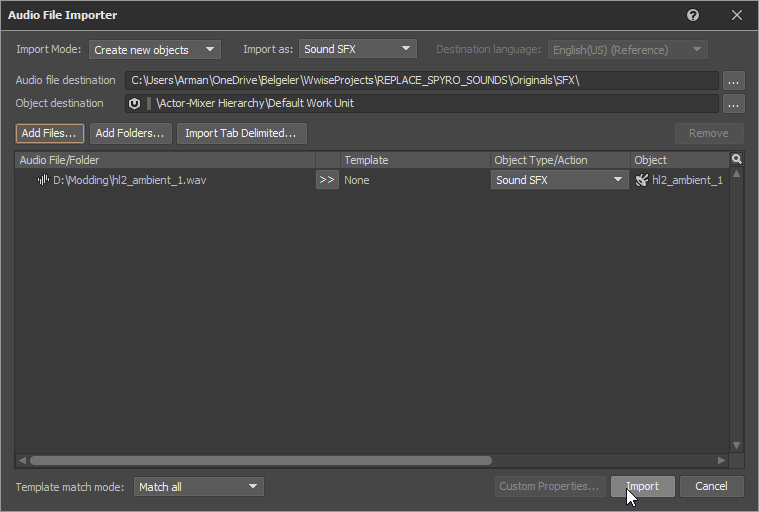 Audio File Importer
Import Mode: Create new objects Import as: Sound SFX Destination language: English(US) (Reference)
Audio file destination C:\Users\Arman\OneDrive\Belgeler\WwiseProjects\REPLACE_SPYRO_SOUNDS\Originals\SFX\ ...
Object destination \Actor-Mixer Hierarchy\Default Work Unit ...
Add Files... Add Folders... Import Tab Delimited... Remove
Audio File/Folder Template Object Type/Action Object
D:\Modding\hl2_ambient_1.wav >> None Sound SFX hl2_ambient_1
Template match mode: Match all Custom Properties... Import Cancel